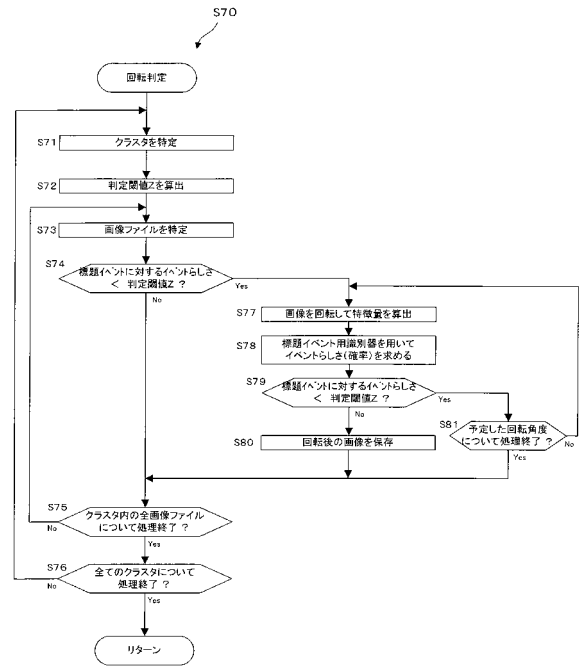 S70
回転判定
S71
クラスタを特定
S72
判定閾値Zを算出
S73
画像ファイルを特定
S74
標題イベントに対するイベントらしさ
＜ 判定閾値Z ？
Yes
No
S77
画像を回転して特徴量を算出
S78
標題イベント用識別器を用いて
イベントらしさ(確率)を求める
S79
標題イベントに対するイベントらしさ
＜ 判定閾値Z ？
Yes
No
S80
回転後の画像を保存
S81
予定した回転角度
について処理終了？
No
Yes
S75
クラスタ内の全画像ファイル
について処理終了 ？
No
Yes
S76
全てのクラスタについて
処理終了 ？
No
Yes
リターン